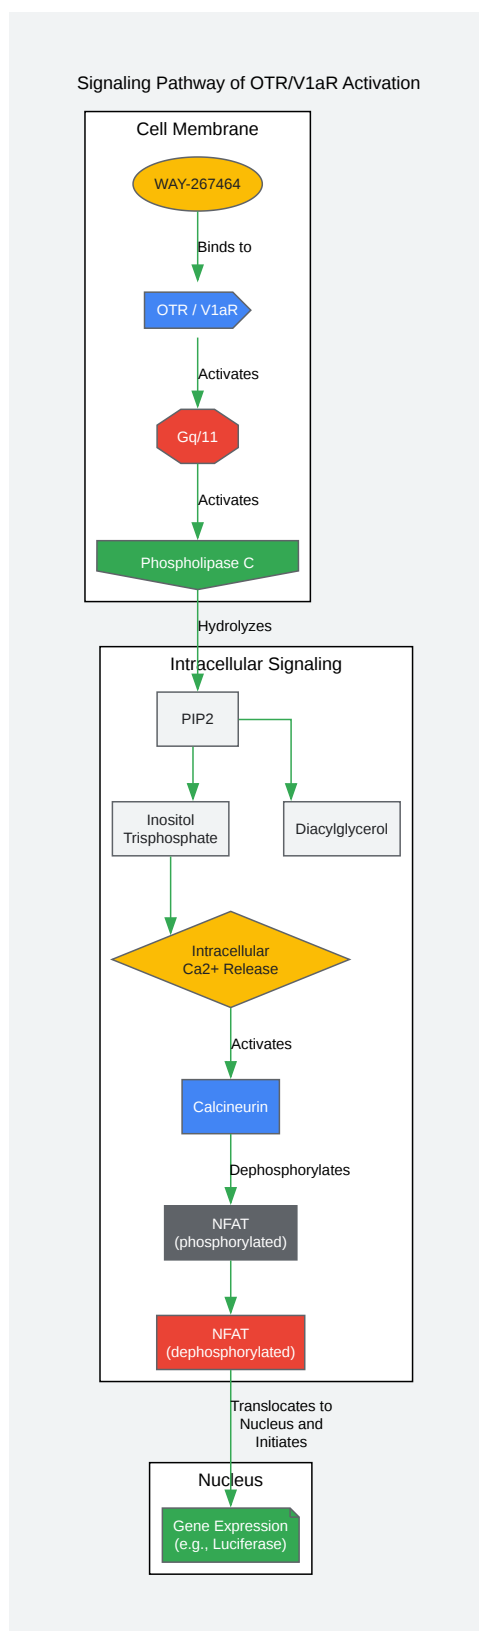 Signaling Pathway of OTR/V1aR Activation
Cell Membrane
WAY-267464
Binds to
OTR / V1aR
Activates
Gq/11
Activates
Phospholipase C
Hydrolyzes
Intracellular Signaling
PIP2
Inositol
Trisphosphate
Diacylglycerol
Intracellular
Ca2+ Release
Activates
Calcineurin
Dephosphorylates
NFAT
(phosphorylated)
NFAT
(dephosphorylated)
Translocates to
Nucleus and
Initiates
Nucleus
Gene Expression
(e.g., Luciferase)